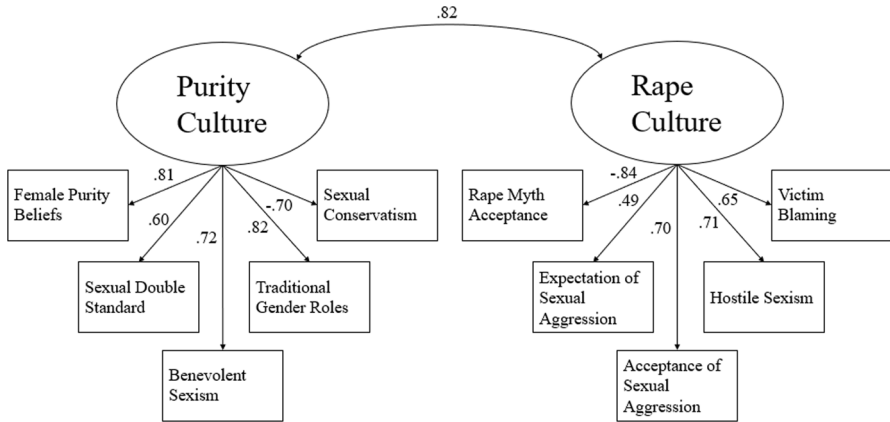 .82
Purity
Culture
Rape
Culture
.81
-.70
.60
.72
.82
Female Purity
Beliefs
Sexual
Conservatism
Sexual Double
Standard
Traditional
Gender Roles
Benevolent
Sexism
-.84
.65
.49
.70
.71
Rape Myth
Acceptance
Victim
Blaming
Expectation of
Sexual
Aggression
Hostile Sexism
Acceptance of
Sexual
Aggression